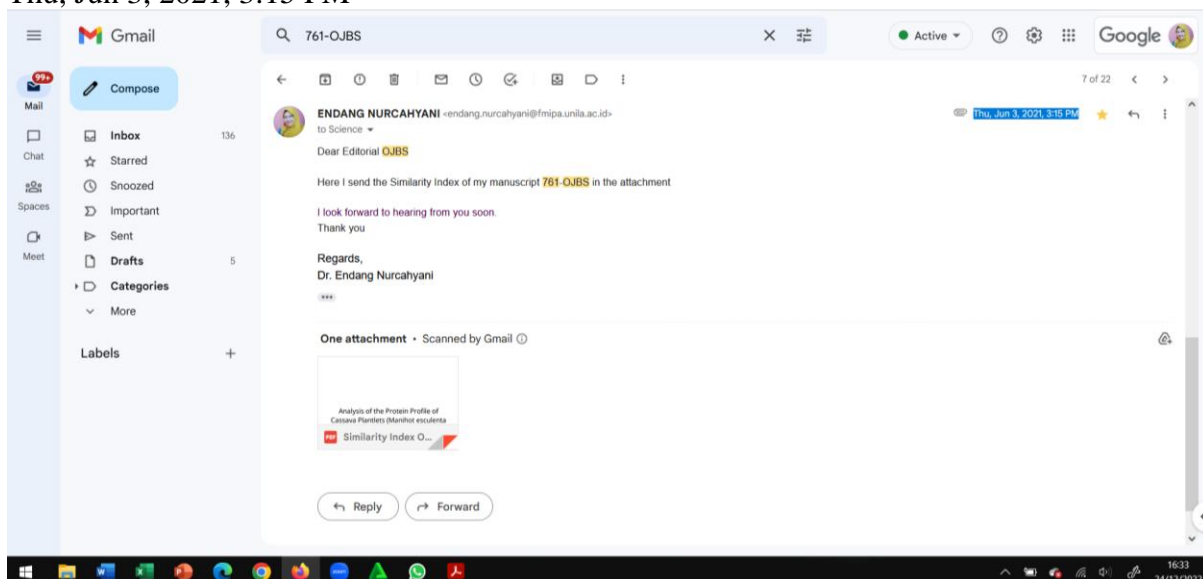 Thu, Jun 3, 2021, 3:15 PM
Gmail
761-OJBS
Active
Google
99+
Mail
Compose
7 of 22
ENDANG NURCAHYANI <endang.nurcahyani@fmipa.unila.ac.id>
Thu, Jun 3, 2021, 3:15 PM
to Science
Inbox 136
Dear Editorial OJBS
Chat
Starred
Snoozed
Here I send the Similarity Index of my manuscript 761-OJBS in the attachment
Spaces
Important
I look forward to hearing from you soon.
Thank you
Sent
Meet
Drafts 5
Regards,
Dr. Endang Nurcahyani
Categories
More
Labels
One attachment • Scanned by Gmail
Analysis of the Protein Profile of
Cassava Plantlets (Manihot esculenta
PDF
Similarity Index O...
Reply
Forward
16:33